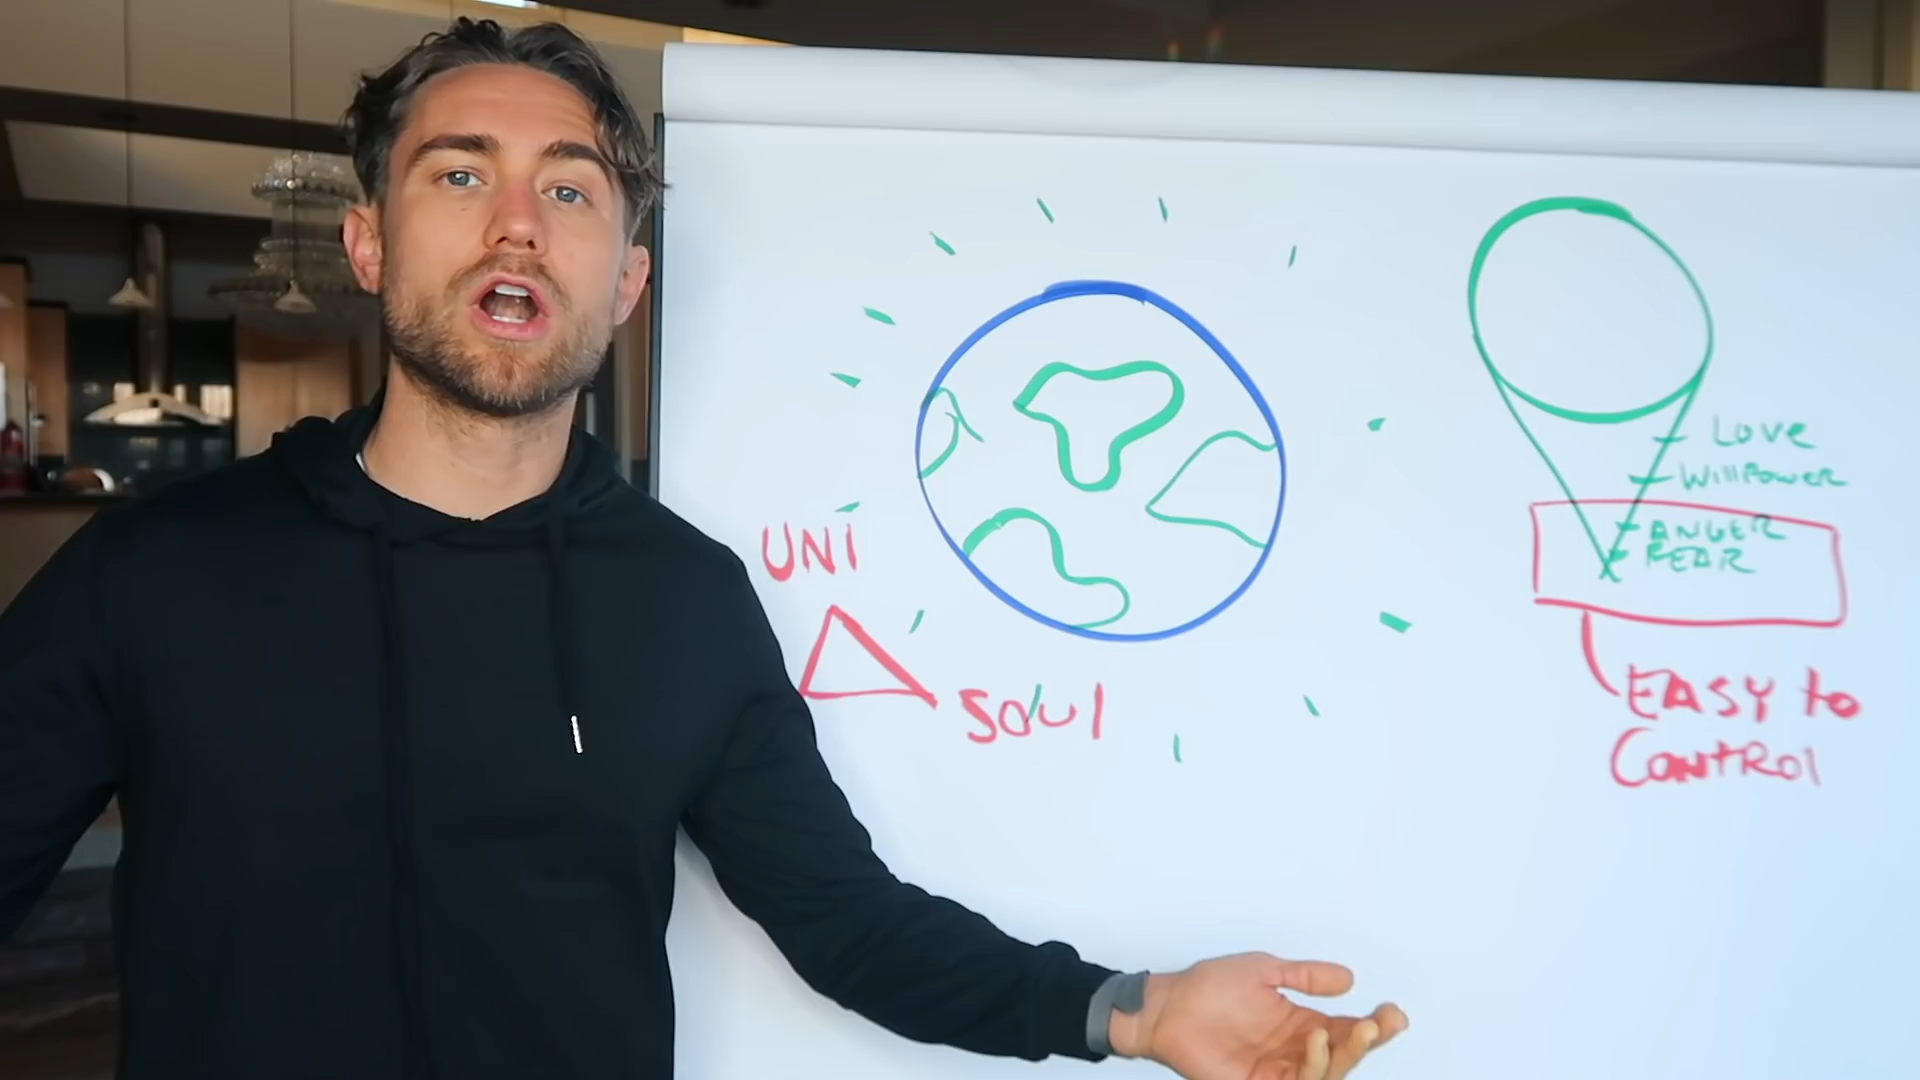 UNI
SOUL
LOVE
WILLPOWER
ANGER
FEAR
EASY to
CONTROL